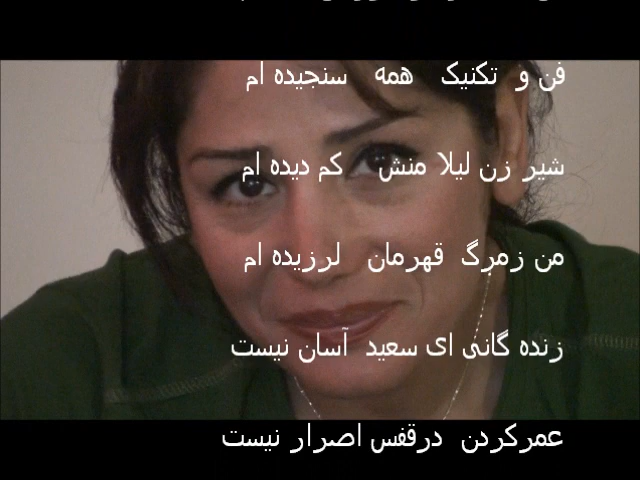 فن و تکنیک همه سنجیده ام
شیر زن لیلا منش کم دیده ام
من زمرگ قهرمان لرزیده ام
زنده گانی ای سعید آسان نیست
عمرکردن درقفس اصرار نیست